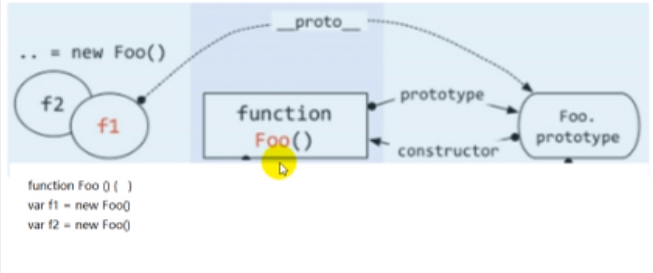 __proto__
.. = new Foo()
f2
f1
function
Foo()
prototype
constructor
Foo.
prototype
function Foo () { }
var f1 = new Foo()
var f2 = new Foo()